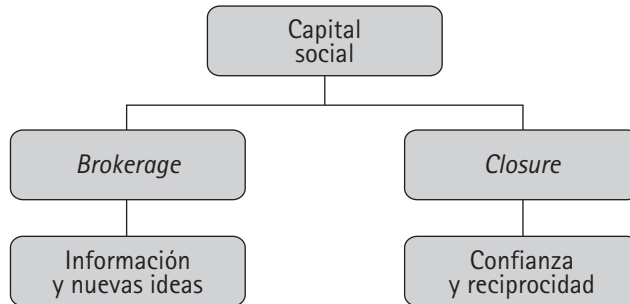 Capital
social
Brokerage
Closure
Información
y nuevas ideas
Confianza
y reciprocidad